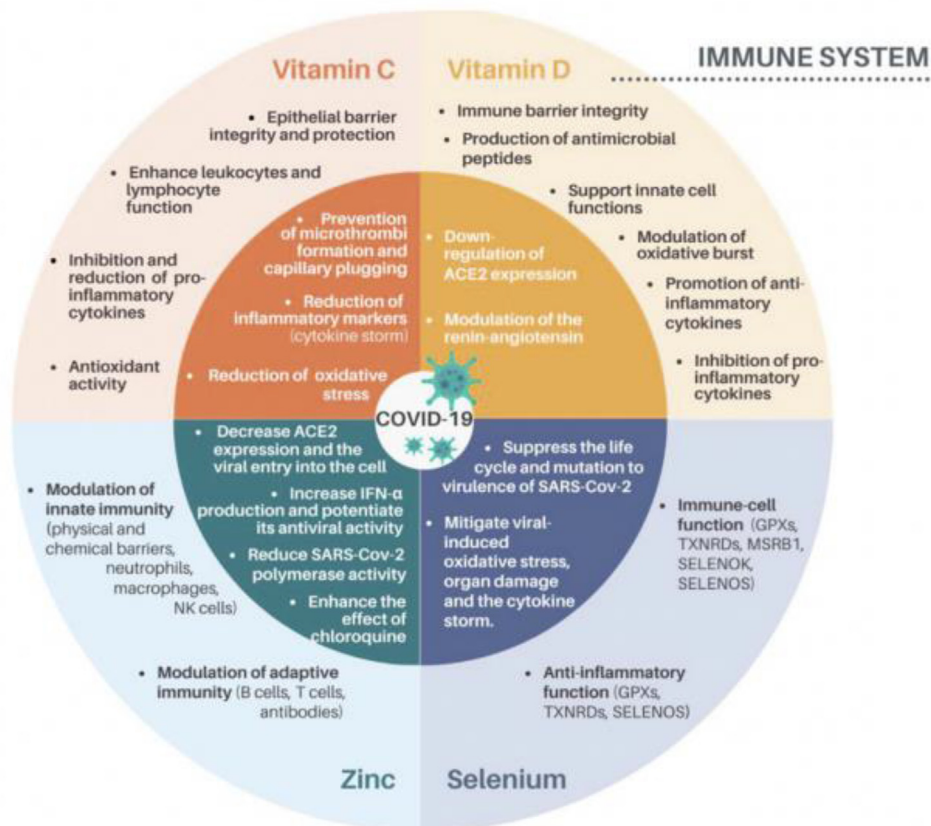 IMMUNE SYSTEM
Vitamin C
• Epithelial barrier
integrity and protection
• Enhance leukocytes and
lymphocyte
function
• Inhibition and
reduction of pro-
inflammatory
cytokines
• Antioxidant
activity
• Prevention
of microthrombi
formation and
capillary plugging
• Reduction of
inflammatory markers
(cytokine storm)
• Reduction of oxidative
stress
Vitamin D
• Immune barrier integrity
• Production of antimicrobial
peptides
• Support innate cell
functions
• Modulation of
oxidative burst
• Promotion of anti-
inflammatory
cytokines
• Inhibition of pro-
inflammatory
cytokines
• Down-
regulation of
ACE2 expression
• Modulation of the
renin-angiotensin
COVID-19
• Decrease ACE2
expression and the
viral entry into the cell
• Increase IFN-α
production and potentiate
its antiviral activity
• Reduce SARS-Cov-2
polymerase activity
• Enhance the
effect of
chloroquine
• Modulation of
innate immunity
(physical and
chemical barriers,
neutrophils,
macrophages,
NK cells)
• Modulation of adaptive
immunity (B cells, T cells,
antibodies)
Zinc
• Suppress the life
cycle and mutation to
virulence of SARS-Cov-2
• Mitigate viral-
induced
oxidative stress,
organ damage
and the cytokine
storm.
• Immune-cell
function (GPXs,
TXNRDs, MSRB1,
SELENOK,
SELENOS)
• Anti-inflammatory
function (GPXs,
TXNRDs, SELENOS)
Selenium